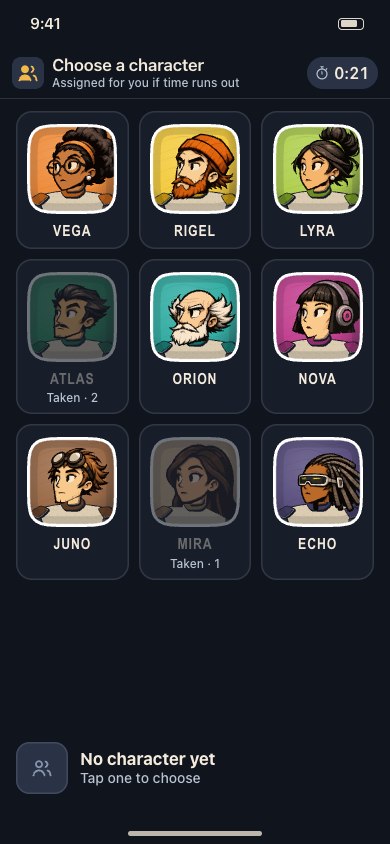 9:41
Choose a character
Assigned for you if time runs out
0:21
VEGA
RIGEL
LYRA
ATLAS
Taken · 2
ORION
NOVA
JUNO
MIRA
Taken · 1
ECHO
No character yet
Tap one to choose